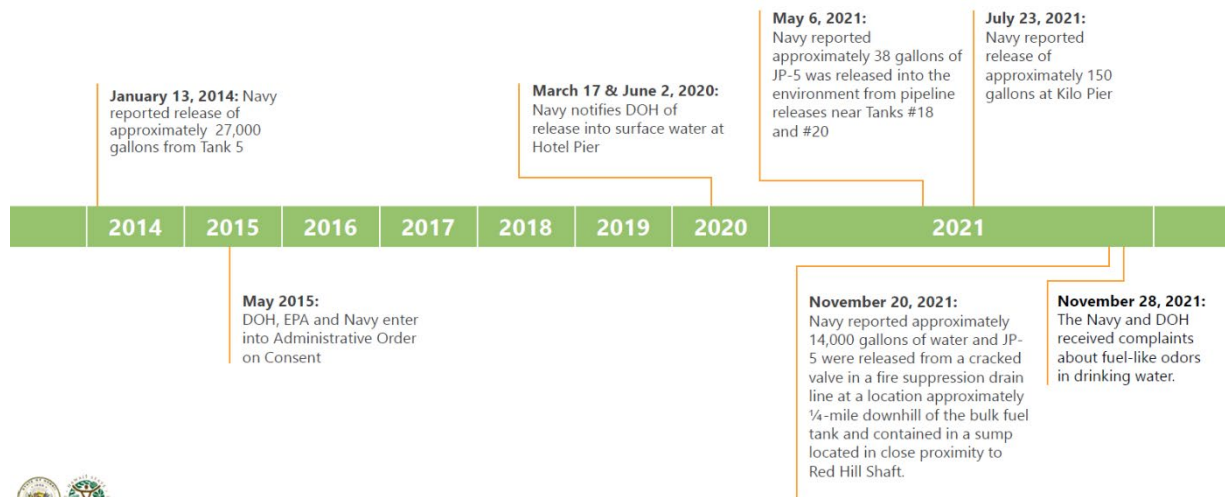 January 13, 2014: Navy
reported release of
approximately 27,000
gallons from Tank 5
March 17 & June 2, 2020:
Navy notifies DOH of
release into surface water at
Hotel Pier
May 6, 2021:
Navy reported
approximately 38 gallons of
JP-5 was released into the
environment from pipeline
releases near Tanks #18
and #20
July 23, 2021:
Navy reported
release of
approximately 150
gallons at Kilo Pier
2014 2015 2016 2017 2018 2019 2020 2021
May 2015:
DOH, EPA and Navy enter
into Administrative Order
on Consent
November 20, 2021:
Navy reported approximately
14,000 gallons of water and JP-
5 were released from a cracked
valve in a fire suppression drain
line at a location approximately
¼-mile downhill of the bulk fuel
tank and contained in a sump
located in close proximity to
Red Hill Shaft.
November 28, 2021:
The Navy and DOH
received complaints
about fuel-like odors
in drinking water.